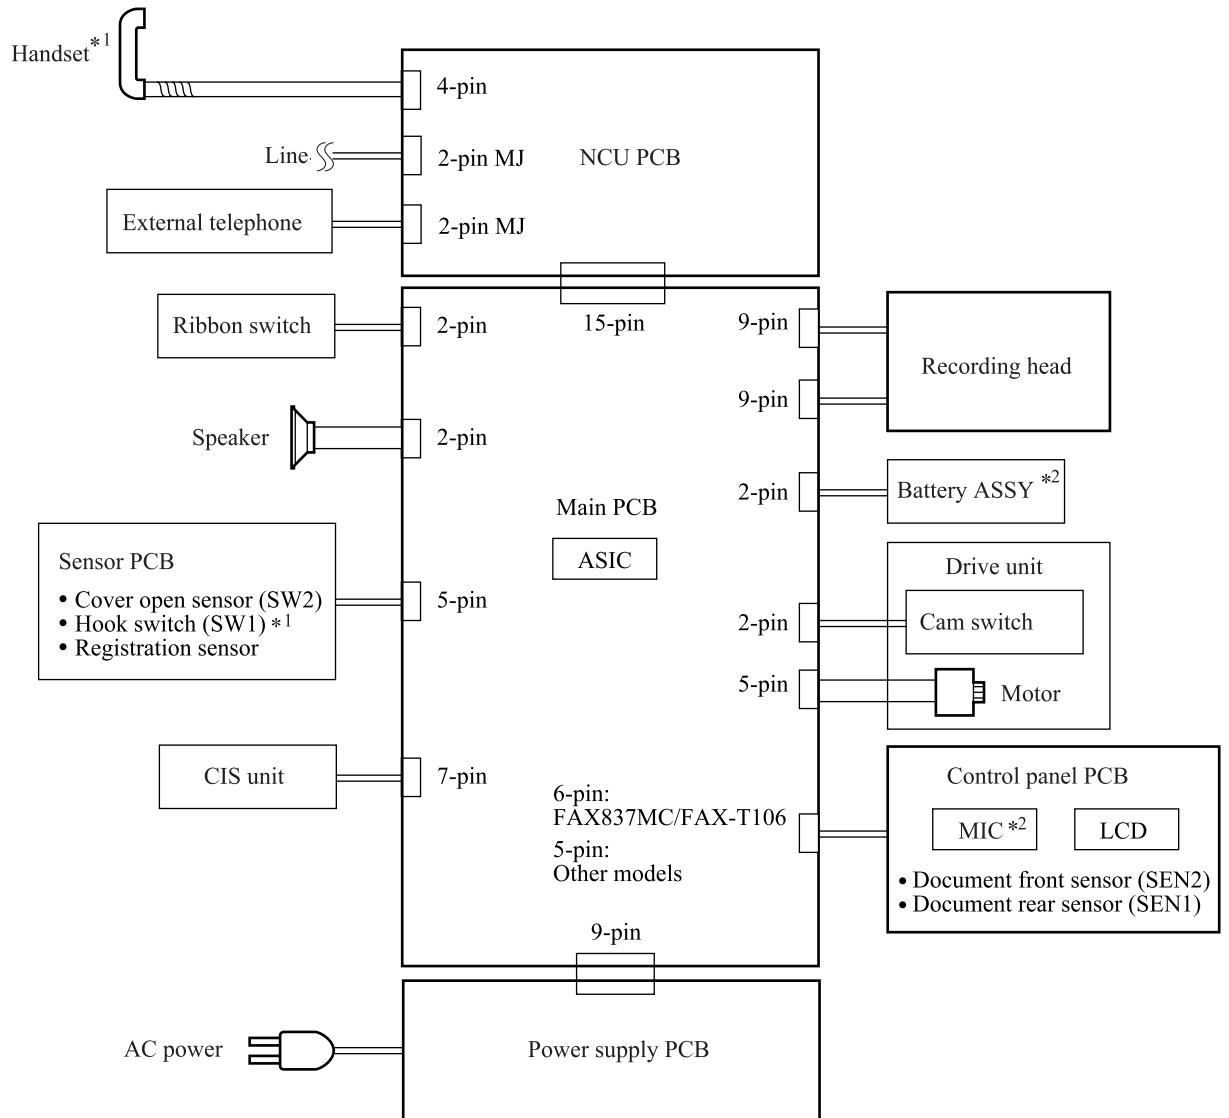 Handset*1
4-pin
Line
2-pin MJ
NCU PCB
External telephone
2-pin MJ
Ribbon switch
2-pin
15-pin
9-pin
Recording head
9-pin
Speaker
2-pin
2-pin
Battery ASSY *2
Main PCB
ASIC
Sensor PCB
• Cover open sensor (SW2)
• Hook switch (SW1) *1
• Registration sensor
5-pin
Drive unit
2-pin
Cam switch
5-pin
Motor
CIS unit
7-pin
6-pin:
FAX837MC/FAX-T106
5-pin:
Other models
Control panel PCB
MIC *2
LCD
• Document front sensor (SEN2)
• Document rear sensor (SEN1)
9-pin
AC power
Power supply PCB